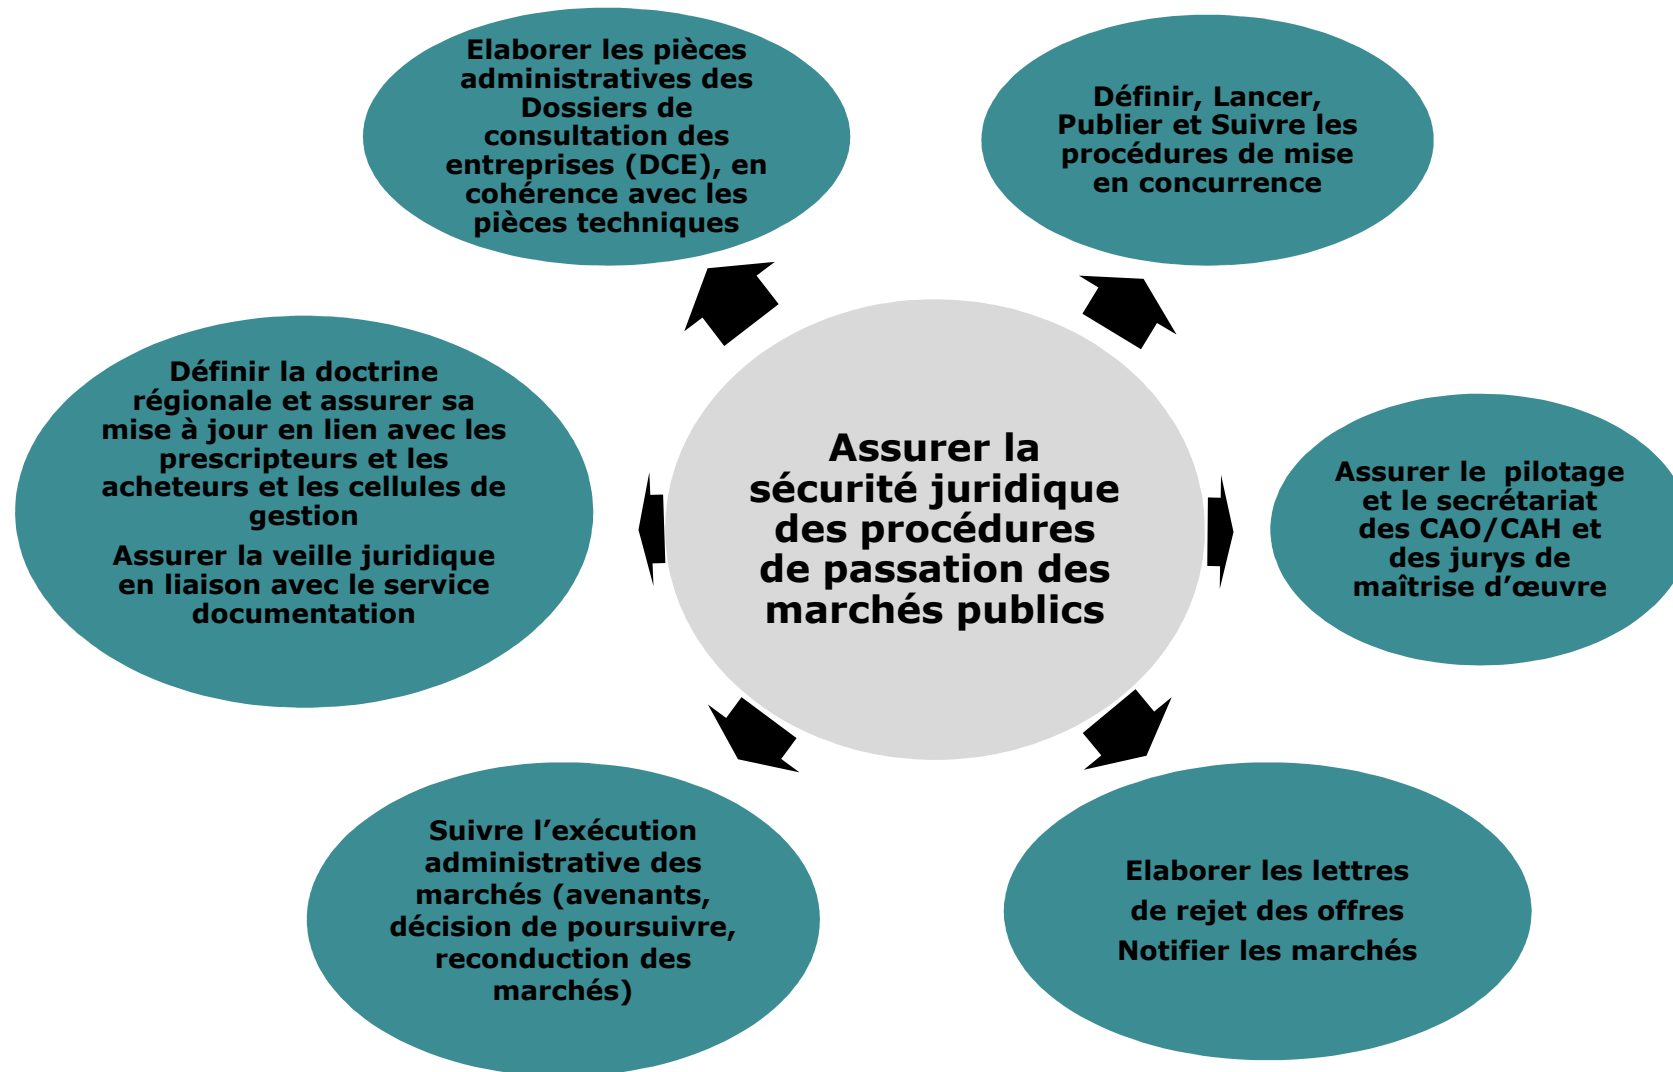 Elaborer les pièces
administratives des
Dossiers de
consultation des
entreprises (DCE), en
cohérence avec les
pièces techniques
Définir, Lancer,
Publier et Suivre les
procédures de mise
en concurrence
Définir la doctrine
régionale et assurer sa
mise à jour en lien avec les
prescripteurs et les
acheteurs et les cellules de
gestion
Assurer la veille juridique
en liaison avec le service
documentation
Assurer la
sécurité juridique
des procédures
de passation des
marchés publics
Assurer le  pilotage
et le secrétariat
des CAO/CAH et
des jurys de
maîtrise d’œuvre
Suivre l’exécution
administrative des
marchés (avenants,
décision de poursuivre,
reconduction des
marchés)
Elaborer les lettres
de rejet des offres
Notifier les marchés